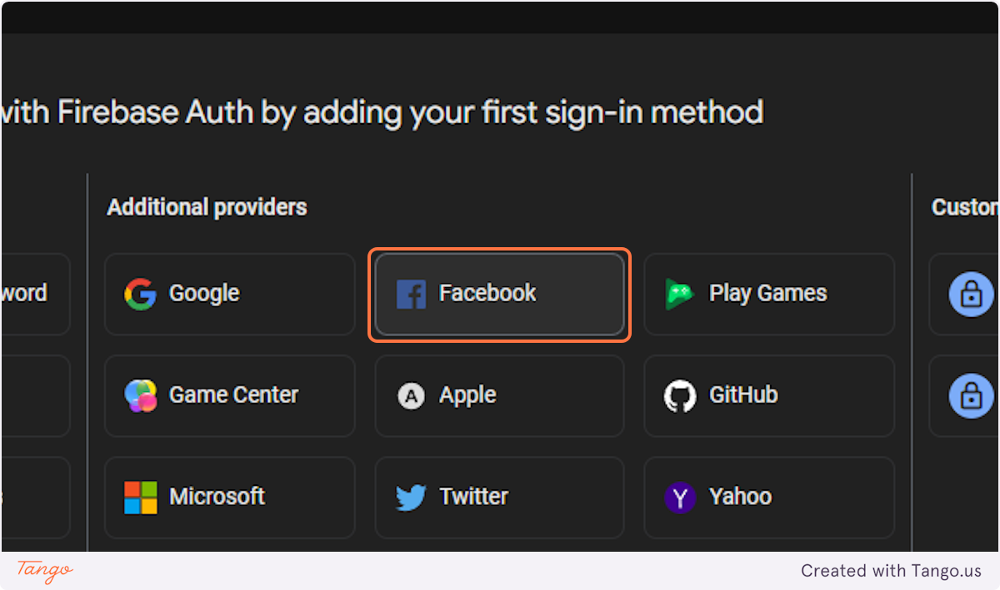 with Firebase Auth by adding your first sign-in method
Additional providers
Custom
word
Google
Facebook
Play Games
Game Center
A Apple
GitHub
Microsoft
Twitter
Y Yahoo
Tango
Created with Tango.us